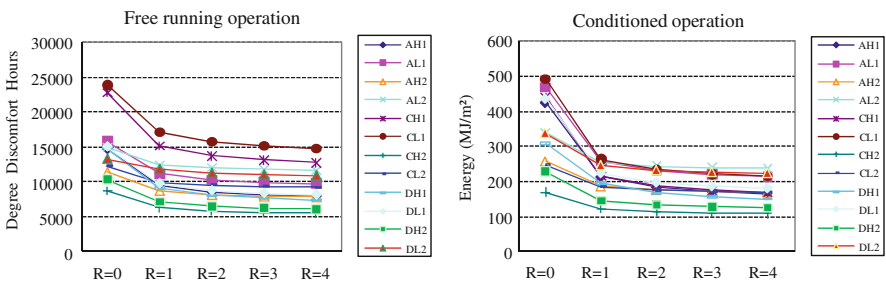 Free running operation
Degree Discomfort Hours
30000
25000
20000
15000
10000
5000
0
R=0 R=1 R=2 R=3 R=4
AH1
AL1
AH2
AL2
CH1
CL1
CH2
CL2
DH1
DL1
DH2
DL2
Conditioned operation
Energy (MJ/m²)
600
500
400
300
200
100
0
R=0 R=1 R=2 R=3 R=4
AH1
AL1
AH2
AL2
CH1
CL1
CH2
CL2
DH1
DL1
DH2
DL2